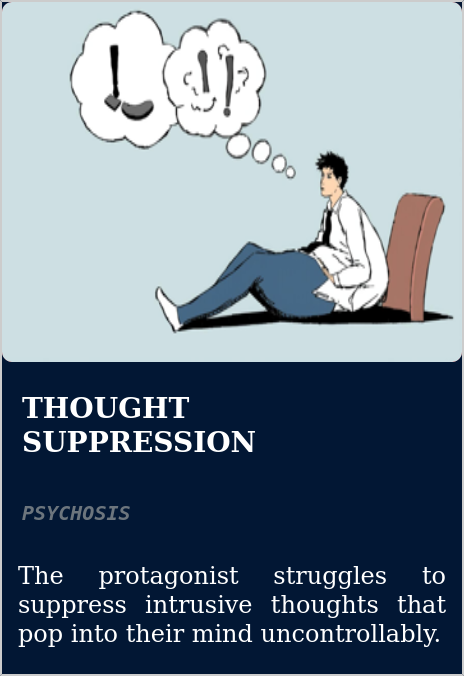 THOUGHT
SUPPRESSION
PSYCHOSIS
The protagonist struggles to
suppress intrusive thoughts that
pop into their mind uncontrollably.